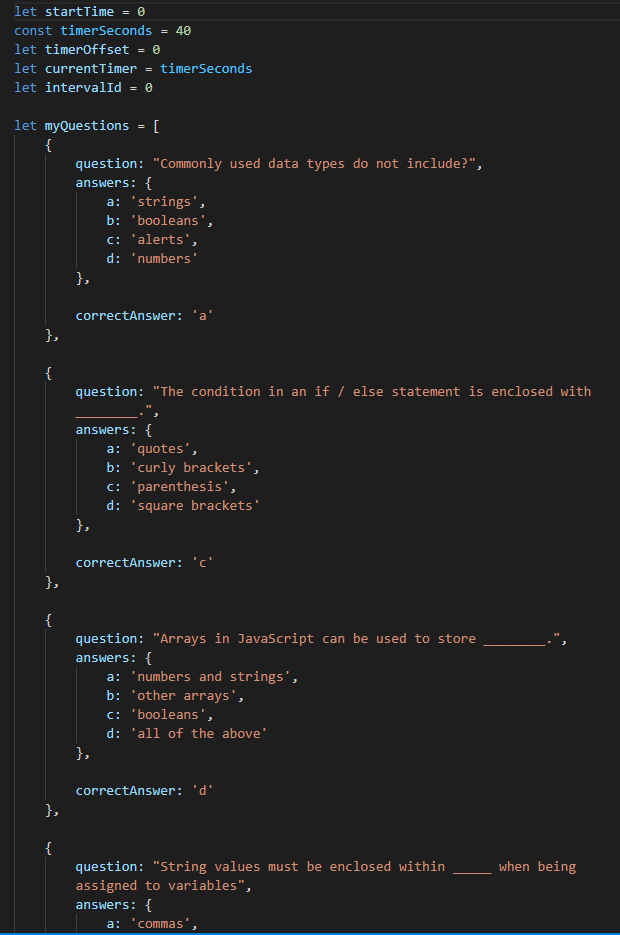 let startTime = 0
const timerSeconds = 40
let timerOffset = 0
let currentTimer = timerSeconds
let intervalId = 0

let myQuestions = [
    {
        question: "Commonly used data types do not include?",
        answers: {
            a: 'strings',
            b: 'booleans',
            c: 'alerts',
            d: 'numbers'
        },

        correctAnswer: 'a'
    },

    {
        question: "The condition in an if / else statement is enclosed with
        ________.",
        answers: {
            a: 'quotes',
            b: 'curly brackets',
            c: 'parenthesis',
            d: 'square brackets'
        },

        correctAnswer: 'c'
    },

    {
        question: "Arrays in JavaScript can be used to store ________.",
        answers: {
            a: 'numbers and strings',
            b: 'other arrays',
            c: 'booleans',
            d: 'all of the above'
        },

        correctAnswer: 'd'
    },

    {
        question: "String values must be enclosed within _____ when being
        assigned to variables",
        answers: {
            a: 'commas',